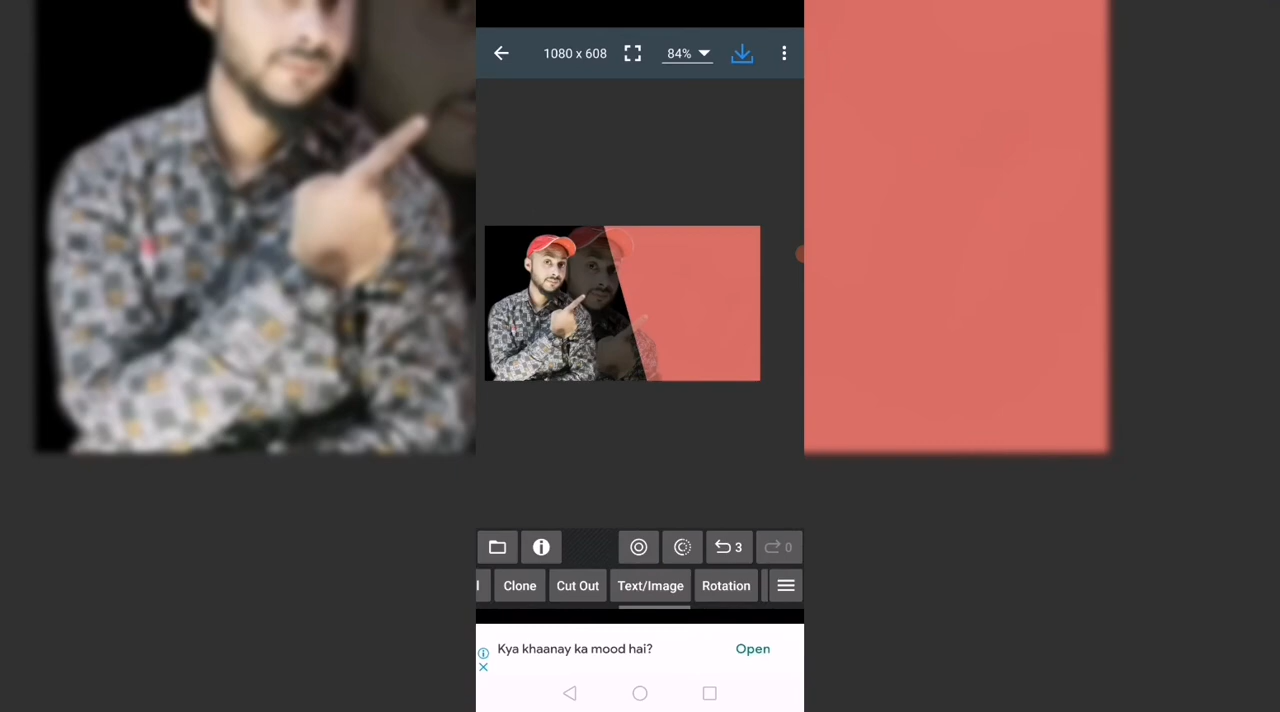 1080 x 608 84%
3 0
l Clone Cut Out Text/Image Rotation
Kya khaanay ka mood hai? Open